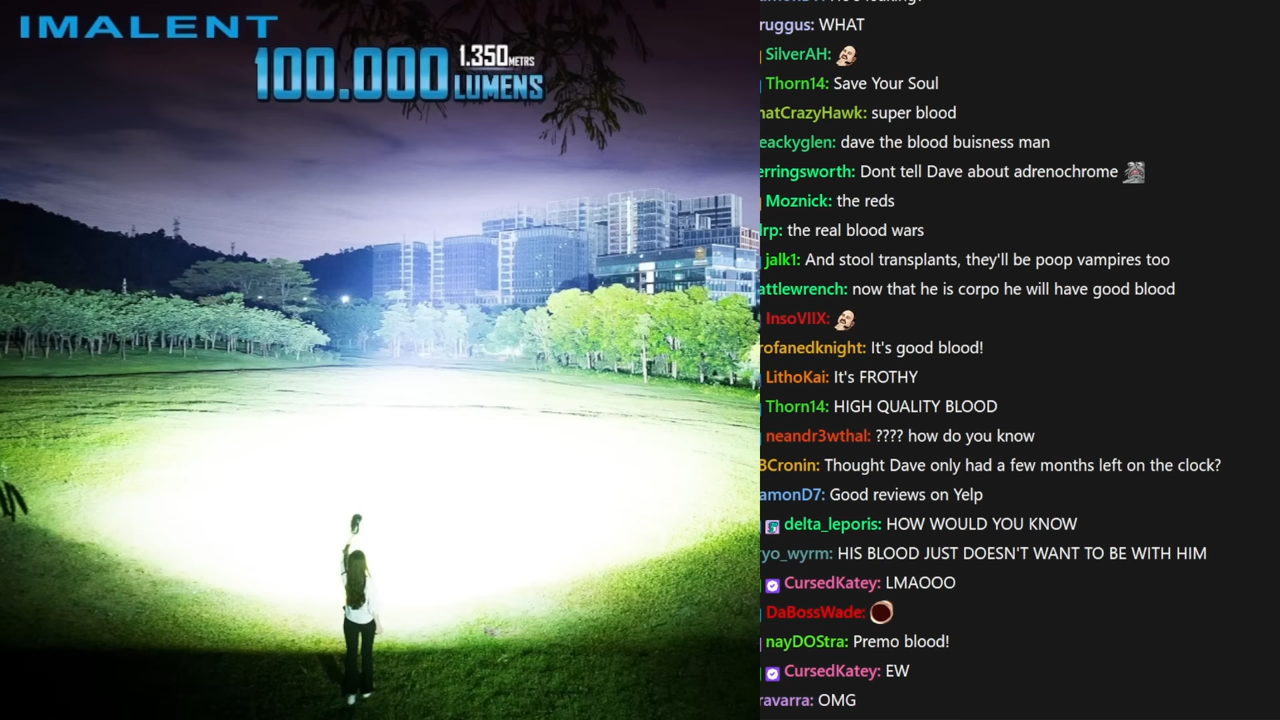 IMALENT
100.000 1.350METRS
LUMENS
ruggus: WHAT
SilverAH:
Thorn14: Save Your Soul
hatCrazyHawk: super blood
eackyglen: dave the blood buisness man
erringsworth: Dont tell Dave about adrenochrome
Moznick: the reds
lrp: the real blood wars
jalk1: And stool transplants, they'll be poop vampires too
attlewrench: now that he is corpo he will have good blood
InsoVIIX:
rofanedknight: It's good blood!
LithoKai: It's FROTHY
Thorn14: HIGH QUALITY BLOOD
neandr3wthal: ???? how do you know
BCronin: Thought Dave only had a few months left on the clock?
amonD7: Good reviews on Yelp
delta_leporis: HOW WOULD YOU KNOW
yo_wyrm: HIS BLOOD JUST DOESN'T WANT TO BE WITH HIM
CursedKatey: LMAOOO
DaBossWade:
nayDOStra: Premo blood!
CursedKatey: EW
ravarra: OMG